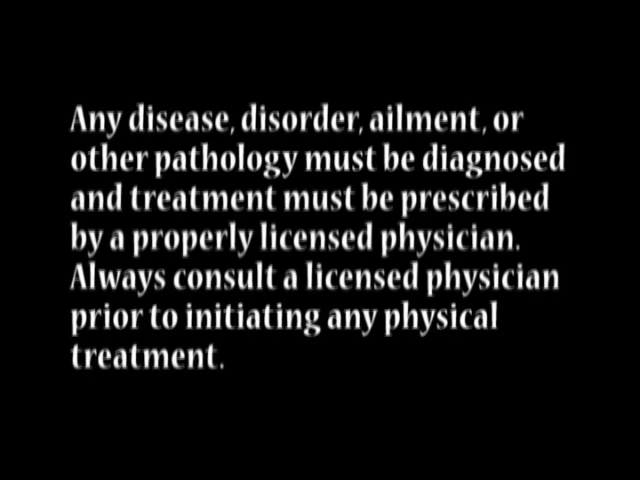 Any disease, disorder, ailment, or
other pathology must be diagnosed
and treatment must be prescribed
by a properly licensed physician.
Always consult a licensed physician
prior to initiating any physical
treatment.